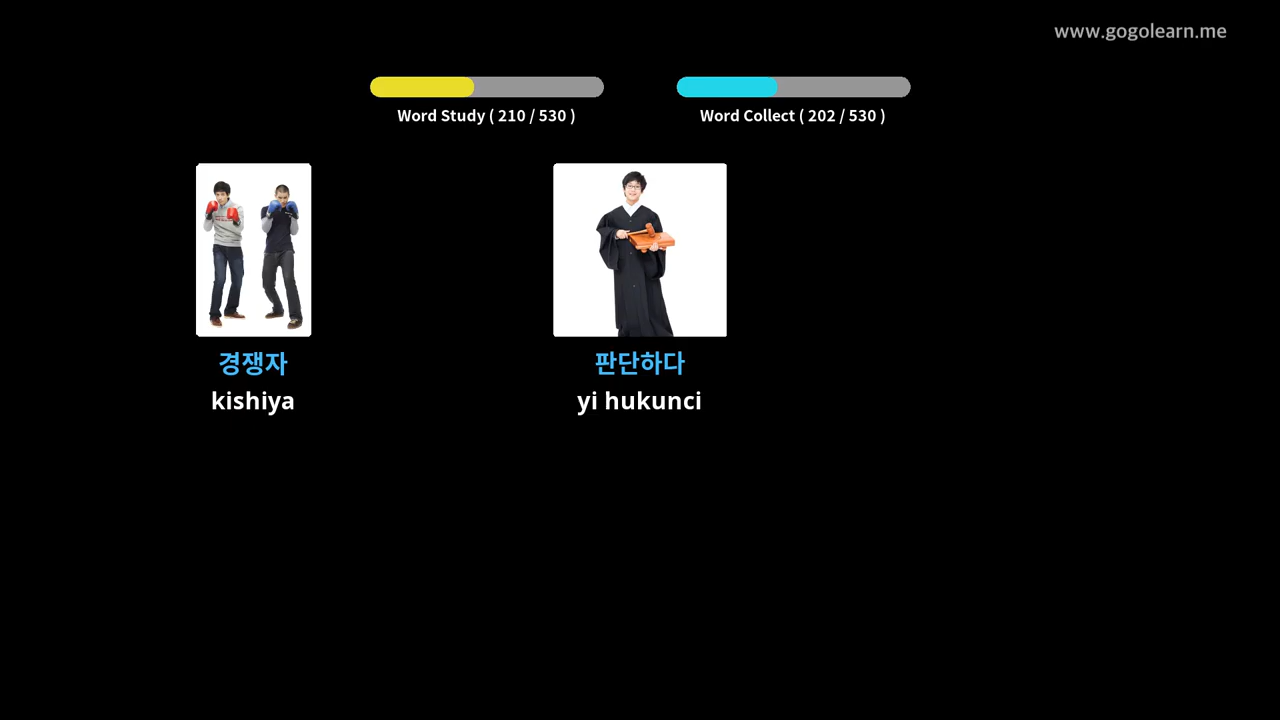 www.gogolearn.me
Word Study ( 210 / 530 )
Word Collect ( 202 / 530 )
경쟁자
kishiya
판단하다
yi hukunci